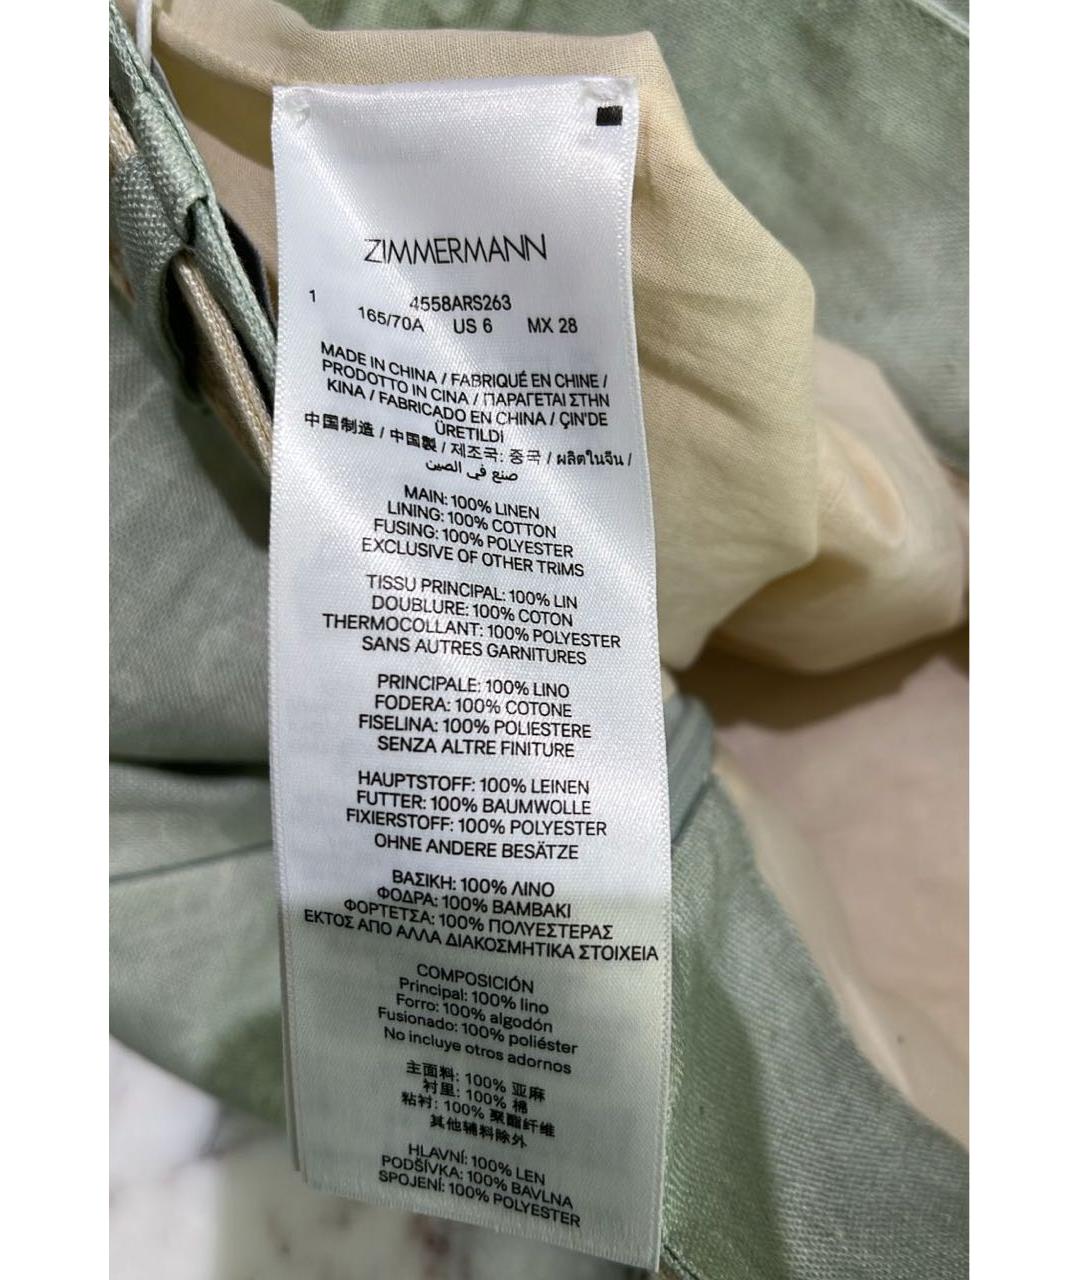 ZIMMERMANN
1 4558ARS263
165/70A US 6 MX 28
MADE IN CHINA / FABRIQUÉ EN CHINE /
PRODOTTO IN CINA / ΠΑΡΑΓΕΤΑΙ ΣΤΗΝ
ΚΙΝΑ / FABRICADO EN CHINA / ÇIN'DE
ÜRETILDI
中国制造 / 中国製 / 제조국: 중국 / ผลิตในจีน /
صنع في الصين
MAIN: 100% LINEN
LINING: 100% COTTON
FUSING: 100% POLYESTER
EXCLUSIVE OF OTHER TRIMS
TISSU PRINCIPAL: 100% LIN
DOUBLURE: 100% COTON
THERMOCOLLANT: 100% POLYESTER
SANS AUTRES GARNITURES
PRINCIPALE: 100% LINO
FODERA: 100% COTONE
FISELINA: 100% POLIESTERE
SENZA ALTRE FINITURE
HAUPTSTOFF: 100% LEINEN
FUTTER: 100% BAUMWOLLE
FIXIERSTOFF: 100% POLYESTER
OHNE ANDERE BESÄTZE
ΒΑΣΙΚΗ: 100% ΛΙΝΟ
ΦΟΔΡΑ: 100% ΒΑΜΒΑΚΙ
ΦΟΡΤΕΤΣΑ: 100% ΠΟΛΥΕΣΤΕΡΑΣ
ΕΚΤΟΣ ΑΠΟ ΑΛΛΑ ΔΙΑΚΟΣΜΗΤΙΚΑ ΣΤΟΙΧΕΙΑ
COMPOSICIÓN
Principal: 100% lino
Forro: 100% algodón
Fusionado: 100% poliéster
No incluye otros adornos
主面料: 100% 亚麻
衬里: 100% 棉
粘衬: 100% 聚酯纤维
其他辅料除外
HLAVNÍ: 100% LEN
PODŠÍVKA: 100% BAVLNA
SPOJENÍ: 100% POLYESTER